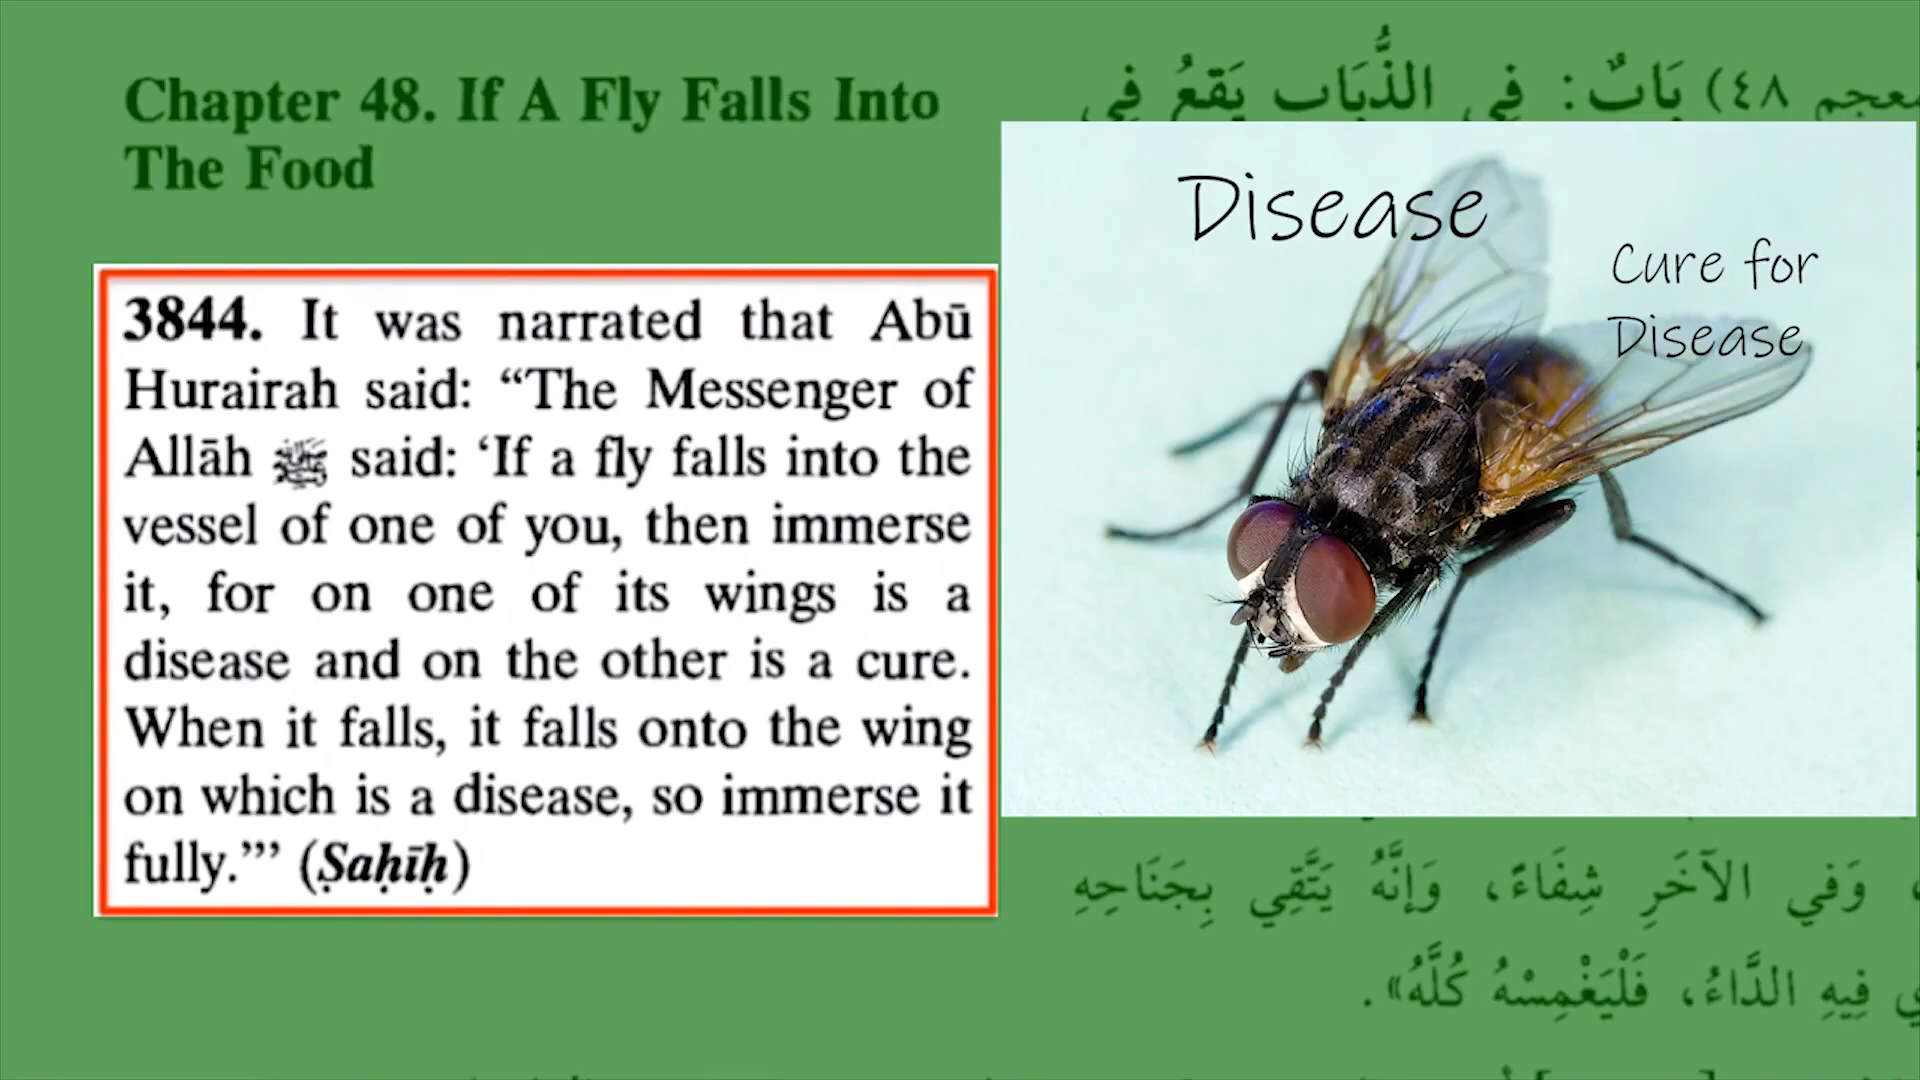 Chapter 48. If A Fly Falls Into
The Food
بَابٌ: فِي الذُّبَابِ يَقَعُ فِي
3844. It was narrated that Abū
Hurairah said: “The Messenger of
Allāh ﷺ said: ‘If a fly falls into the
vessel of one of you, then immerse
it, for on one of its wings is a
disease and on the other is a cure.
When it falls, it falls onto the wing
on which is a disease, so immerse it
fully.”’ (Ṣaḥīḥ)
Disease
Cure for
Disease
وَفي الآخَرِ شِفَاءً، وَإنَّهُ يَتَّقِي بِجَنَاحِهِ
فِيهِ الدَّاءُ، فَلْيَغْمِسْهُ كُلَّهُ».